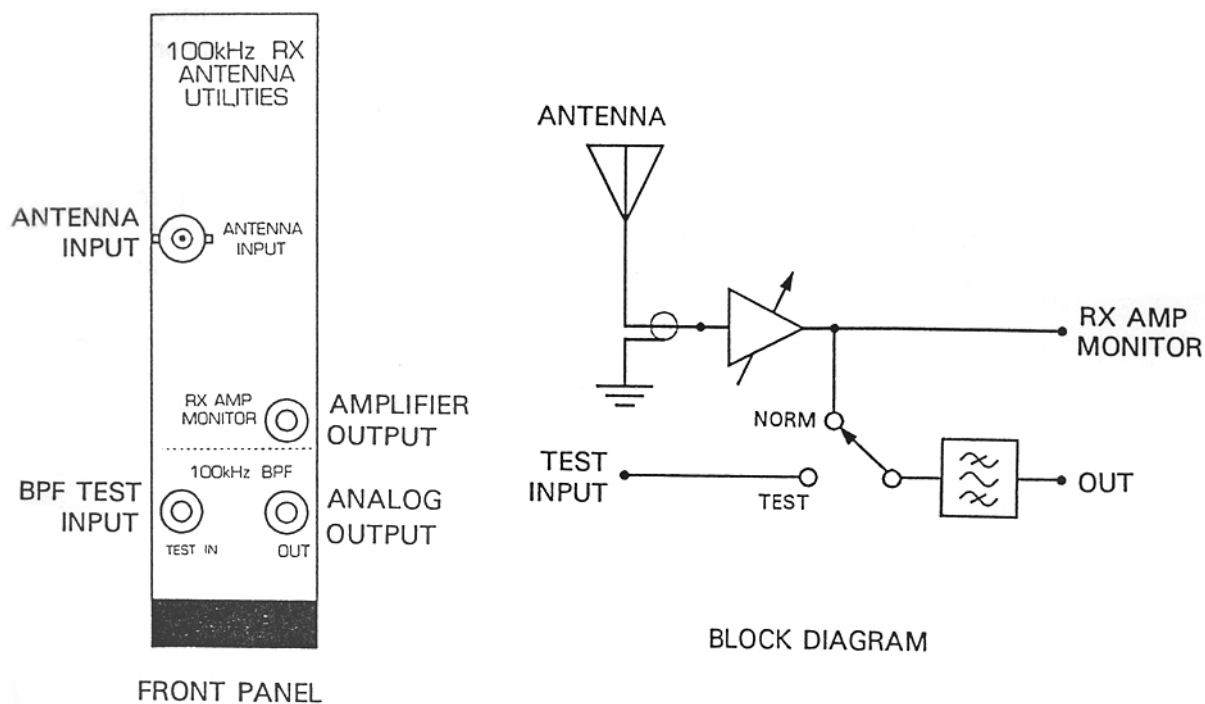 100kHz RX
ANTENNA
UTILITIES
ANTENNA
INPUT
ANTENNA
INPUT
RX AMP
MONITOR
AMPLIFIER
OUTPUT
100kHz BPF
BPF TEST
INPUT
ANALOG
OUTPUT
TEST IN
OUT
FRONT PANEL
ANTENNA
RX AMP
MONITOR
NORM
TEST
INPUT
TEST
OUT
BLOCK DIAGRAM